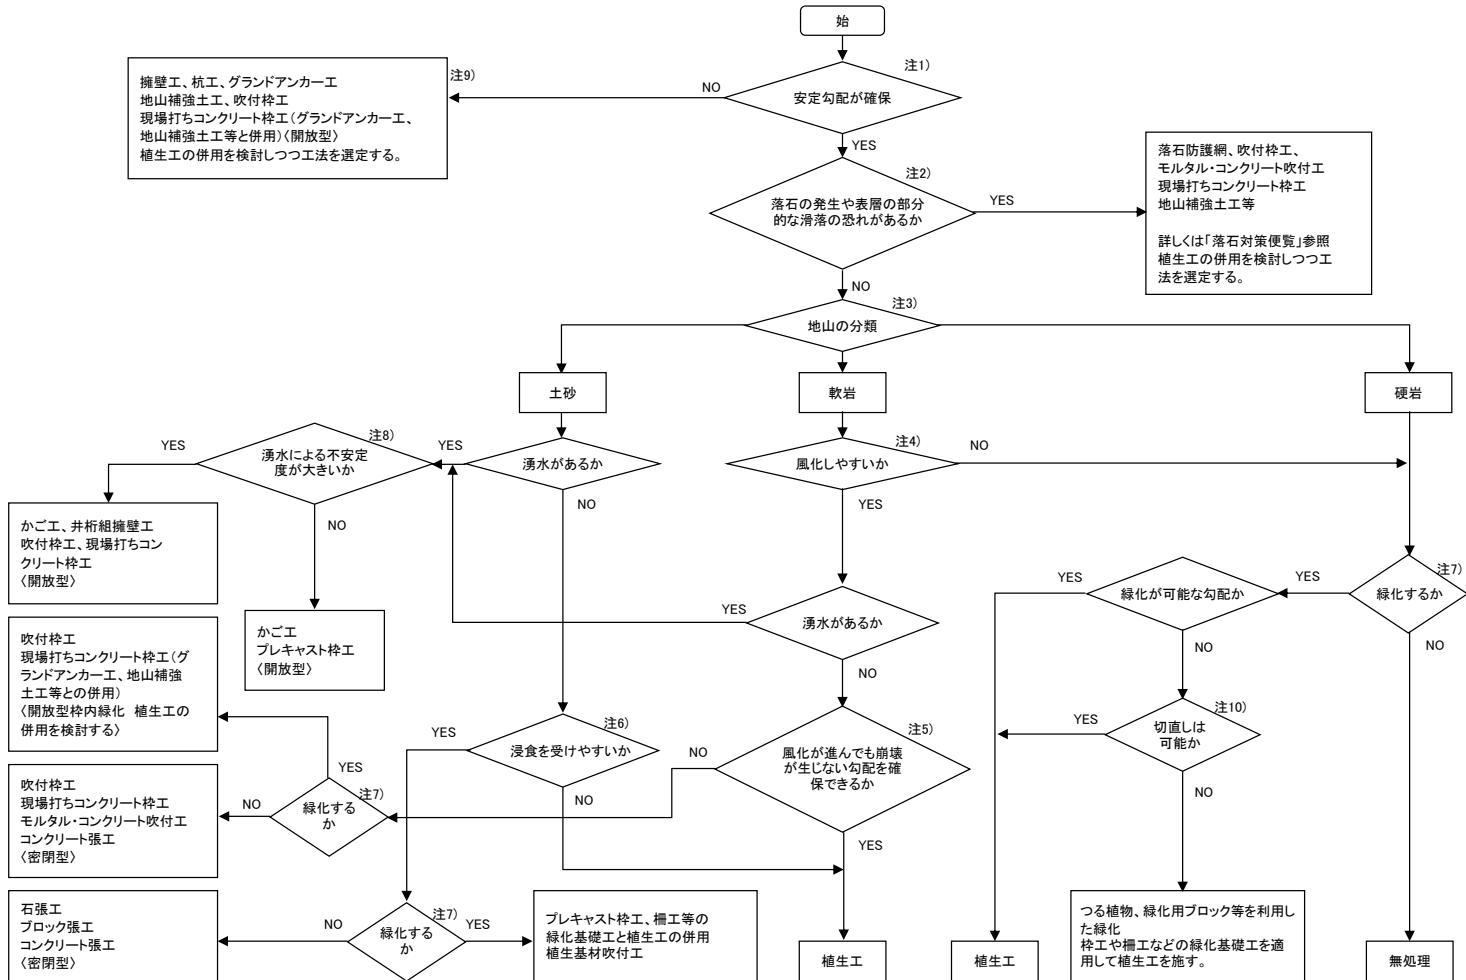 始
注1)
安定勾配が確保
NO
YES
注9)
擁壁工、杭工、グランドアンカー工
地山補強土工、吹付枠工
現場打ちコンクリート枠工(グランドアンカー工、
地山補強土工等と併用)〈開放型〉
植生工の併用を検討しつつ工法を選定する。
注2)
落石の発生や表層の部分
的な滑落の恐れがあるか
YES
NO
落石防護網、吹付枠工、
モルタル・コンクリート吹付工
現場打ちコンクリート枠工
地山補強土工等
詳しくは「落石対策便覧」参照
植生工の併用を検討しつつ工
法を選定する。
注3)
地山の分類
土砂
軟岩
硬岩
注8)
湧水による不安定
度が大きいか
YES
NO
YES
湧水があるか
NO
注4)
風化しやすいか
NO
YES
かご工、井桁組擁壁工
吹付枠工、現場打ちコン
クリート枠工
〈開放型〉
かご工
プレキャスト枠工
〈開放型〉
YES
湧水があるか
NO
YES
緑化が可能な勾配か
NO
YES
注7)
緑化するか
NO
吹付枠工
現場打ちコンクリート枠工(グ
ランドアンカー工、地山補強
土工等との併用)
〈開放型枠内緑化 植生工の
併用を検討する〉
YES
注6)
浸食を受けやすいか
NO
NO
注5)
風化が進んでも崩壊
が生じない勾配を確
保できるか
YES
YES
注10)
切直しは
可能か
NO
吹付枠工
現場打ちコンクリート枠工
モルタル・コンクリート吹付工
コンクリート張工
〈密閉型〉
YES
NO
注7)
緑化する
か
石張工
ブロック張工
コンクリート張工
〈密閉型〉
NO
注7)
緑化する
か
YES
プレキャスト枠工、柵工等の
緑化基礎工と植生工の併用
植生基材吹付工
植生工
植生工
つる植物、緑化用ブロック等を利用し
た緑化
枠工や柵工などの緑化基礎工を適
用して植生工を施す。
無処理